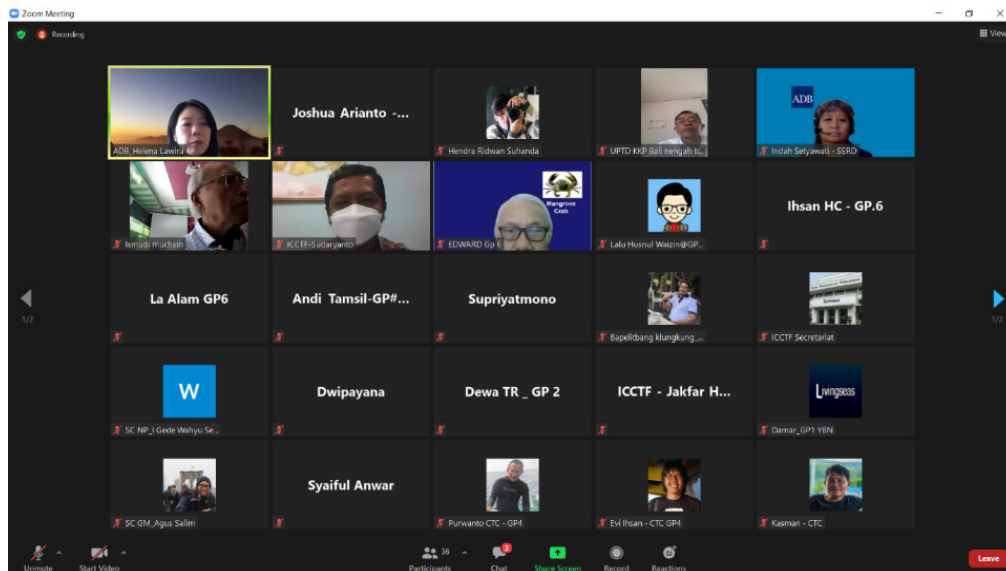 Zoom Meeting
Recording
View
ADB_Helena Lawira
Joshua Arianto -...
Hendra Ridwan Suhanda
UPTD KKP Bali nengah b...
ADB
Indah Setyawati - SERD
Ismudi muchsin
ICCTF-Sudaryanto
Mangrove
Crab
EDWARD Gp 6
Lalu Husnul Waizin@GP...
Ihsan HC - GP.6
1/2
La Alam GP6
Andi Tamsil-GP#...
Supriyatmono
Bapelitbang klungkung_...
ICCTF Secretariat
1/2
W
SC NP_I Gede Wahyu Se...
Dwipayana
Dewa TR _ GP 2
ICCTF - Jakfar H...
Livingseas
Damar_GP1 YBN
SC GM_Agus Salim
Syaiful Anwar
Purwanto CTC - GP4
Evi Ihsan - CTC GP4
Kasman - CTC
Unmute
Start Video
Participants
36
Chat
3
Share Screen
Record
Reactions
Leave